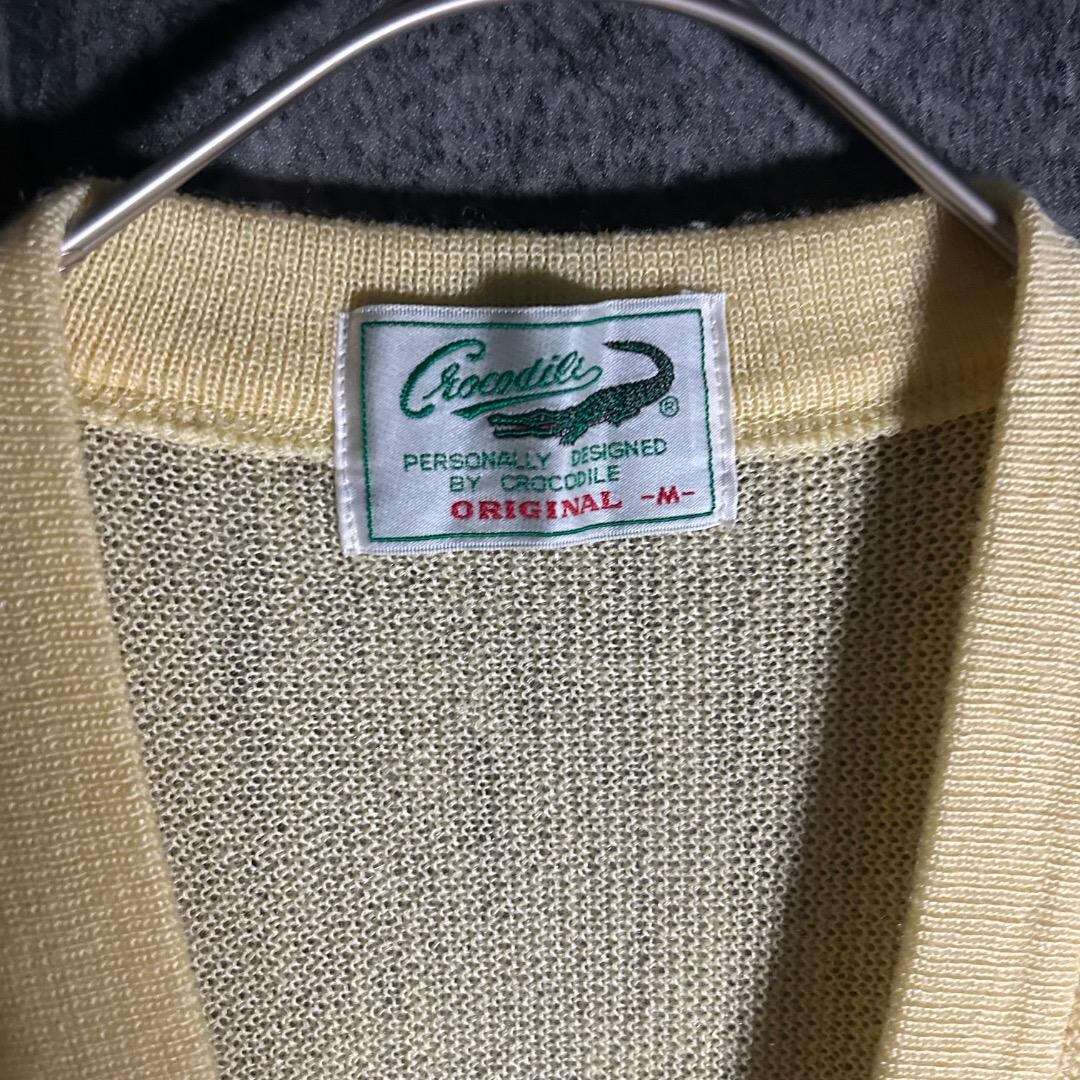 Crocodile ®
PERSONALLY DESIGNED
BY CROCODILE
ORIGINAL -M-